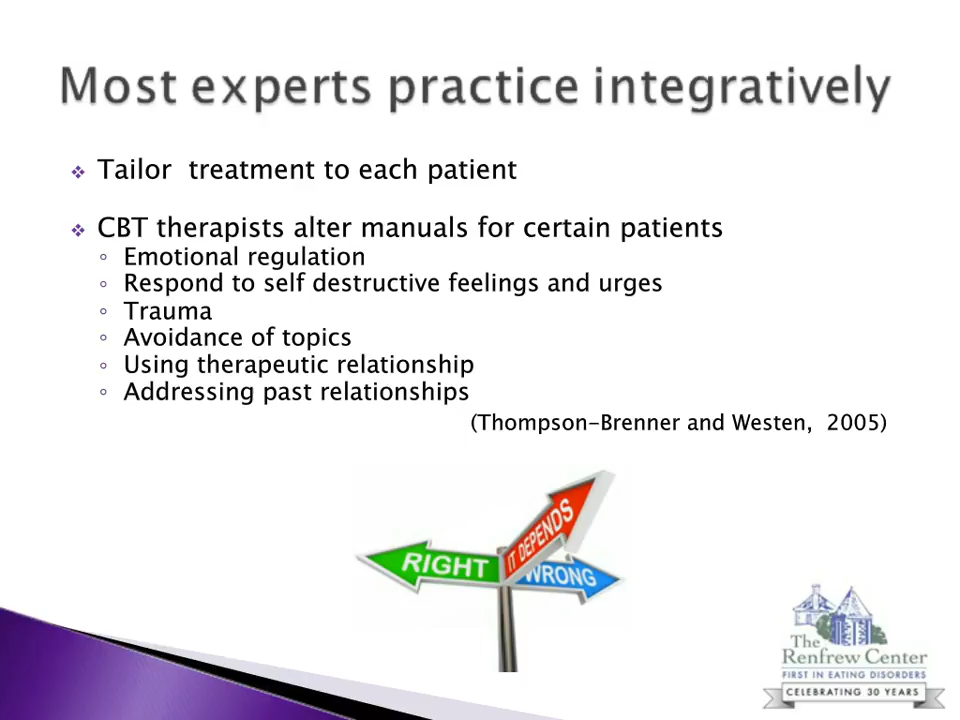 Most experts practice integratively
❖ Tailor treatment to each patient
❖ CBT therapists alter manuals for certain patients
◦ Emotional regulation
◦ Respond to self destructive feelings and urges
◦ Trauma
◦ Avoidance of topics
◦ Using therapeutic relationship
◦ Addressing past relationships
(Thompson-Brenner and Westen, 2005)
RIGHT
IT DEPENDS
WRONG
The
Renfrew Center
FIRST IN EATING DISORDERS
CELEBRATING 30 YEARS